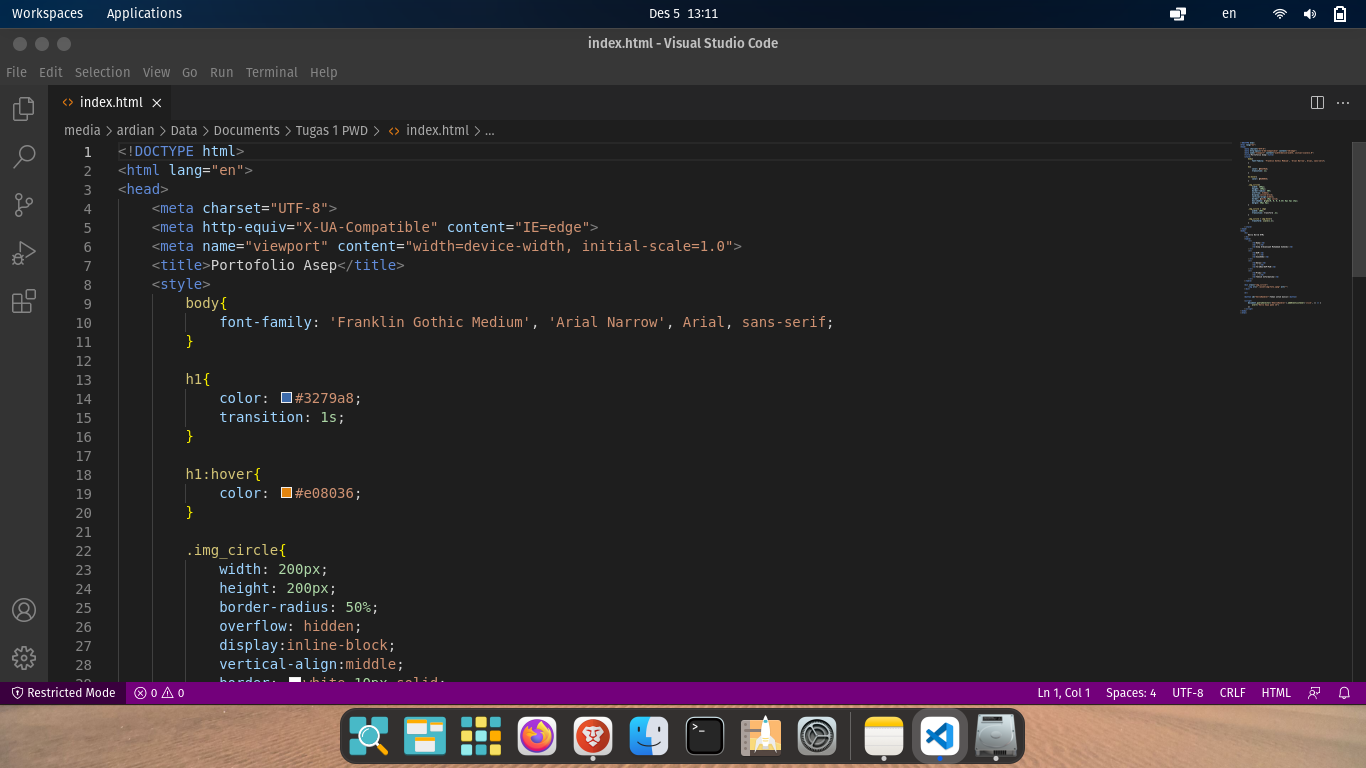 Workspaces Applications Des 5 13:11 en
index.html - Visual Studio Code
File Edit Selection View Go Run Terminal Help
<> index.html ×
media > ardian > Data > Documents > Tugas 1 PWD > <> index.html > ...
1 <!DOCTYPE html>
2 <html lang="en">
3 <head>
4     <meta charset="UTF-8">
5     <meta http-equiv="X-UA-Compatible" content="IE=edge">
6     <meta name="viewport" content="width=device-width, initial-scale=1.0">
7     <title>Portofolio Asep</title>
8     <style>
9         body{
10             font-family: 'Franklin Gothic Medium', 'Arial Narrow', Arial, sans-serif;
11         }
12
13         h1{
14             color: #3279a8;
15             transition: 1s;
16         }
17
18         h1:hover{
19             color: #e08036;
20         }
21
22         .img_circle{
23             width: 200px;
24             height: 200px;
25             border-radius: 50%;
26             overflow: hidden;
27             display:inline-block;
28             vertical-align:middle;
29             border: white 10px solid;
Restricted Mode 0 0 Ln 1, Col 1 Spaces: 4 UTF-8 CRLF HTML
>_